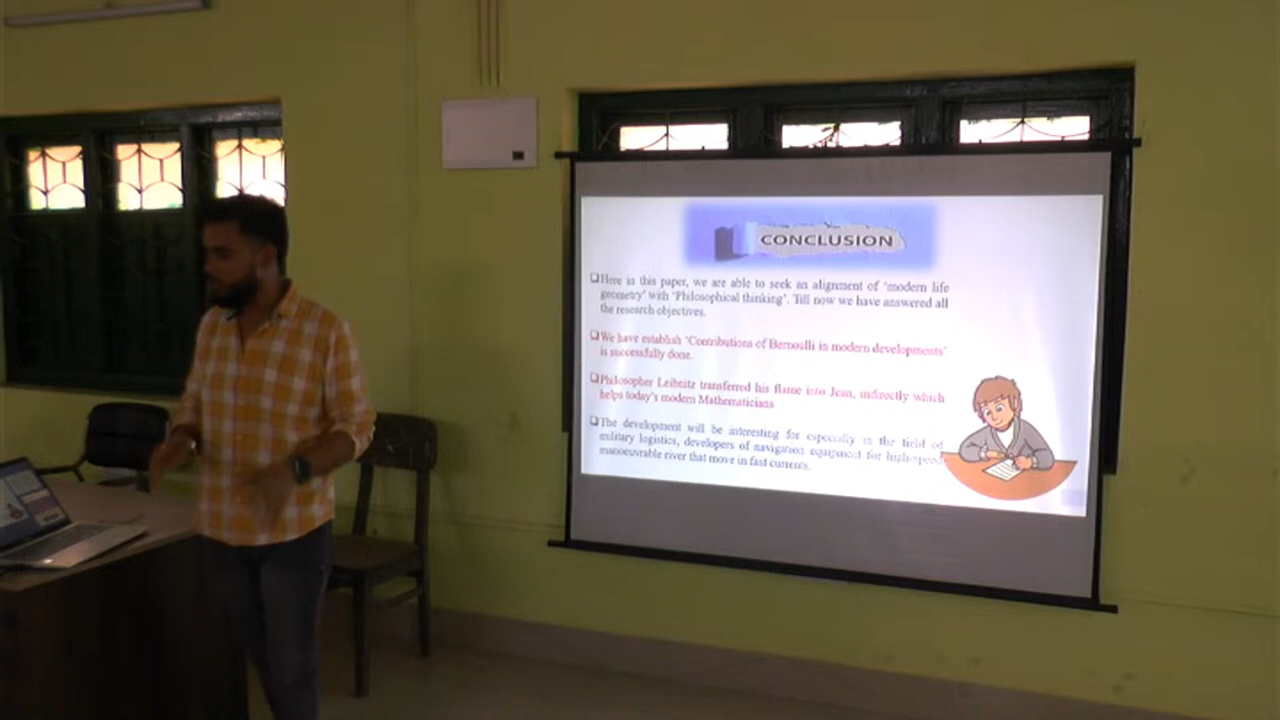 CONCLUSION
Here in this paper, we are able to seek an alignment of 'modern life
geometry' with 'Philosophical thinking'. Till now we have answered all
the research objectives.
We have establish 'Contributions of Bernoulli in modern developments'
is successfully done.
Philosopher Leibnitz transferred his flame into Jean, indirectly which
helps today's modern Mathematicians
The development will be interesting for especially in the field of
military logistics, developers of navigation equipment for high-speed
manoeuvrable river that move in fast currents.